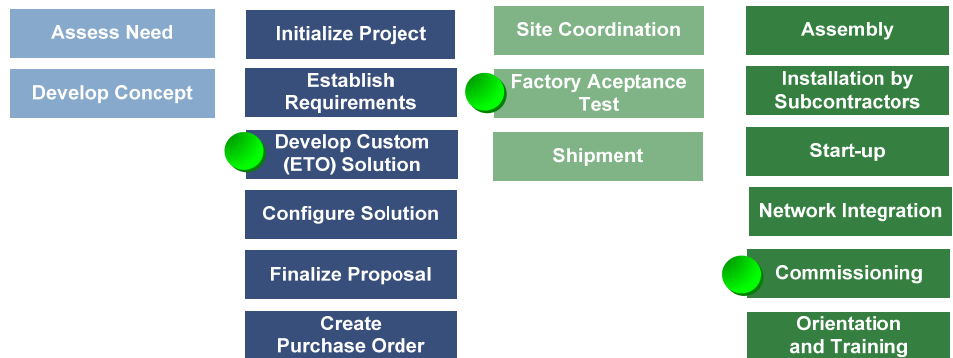 Assess Need
Develop Concept
Initialize Project
Establish
Requirements
Develop Custom
(ETO) Solution
Configure Solution
Finalize Proposal
Create
Purchase Order
Site Coordination
Factory Aceptance
Test
Shipment
Assembly
Installation by
Subcontractors
Start-up
Network Integration
Commissioning
Orientation
and Training